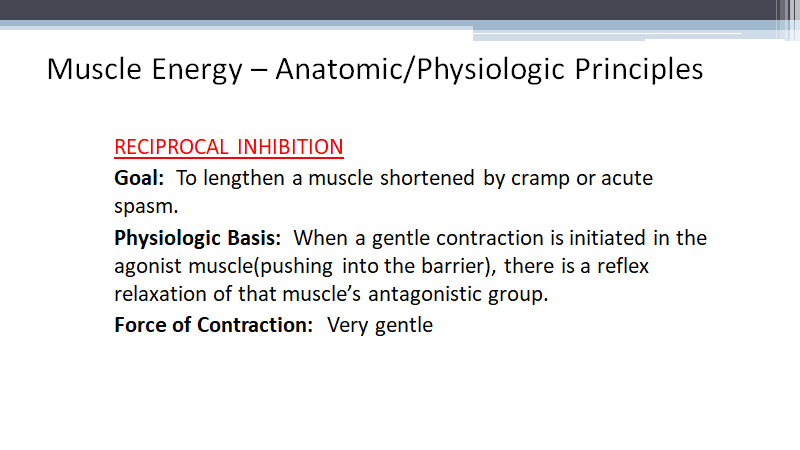 Muscle Energy – Anatomic/Physiologic Principles
RECIPROCAL INHIBITION
Goal: To lengthen a muscle shortened by cramp or acute
spasm.
Physiologic Basis: When a gentle contraction is initiated in the
agonist muscle(pushing into the barrier), there is a reflex
relaxation of that muscle’s antagonistic group.
Force of Contraction: Very gentle